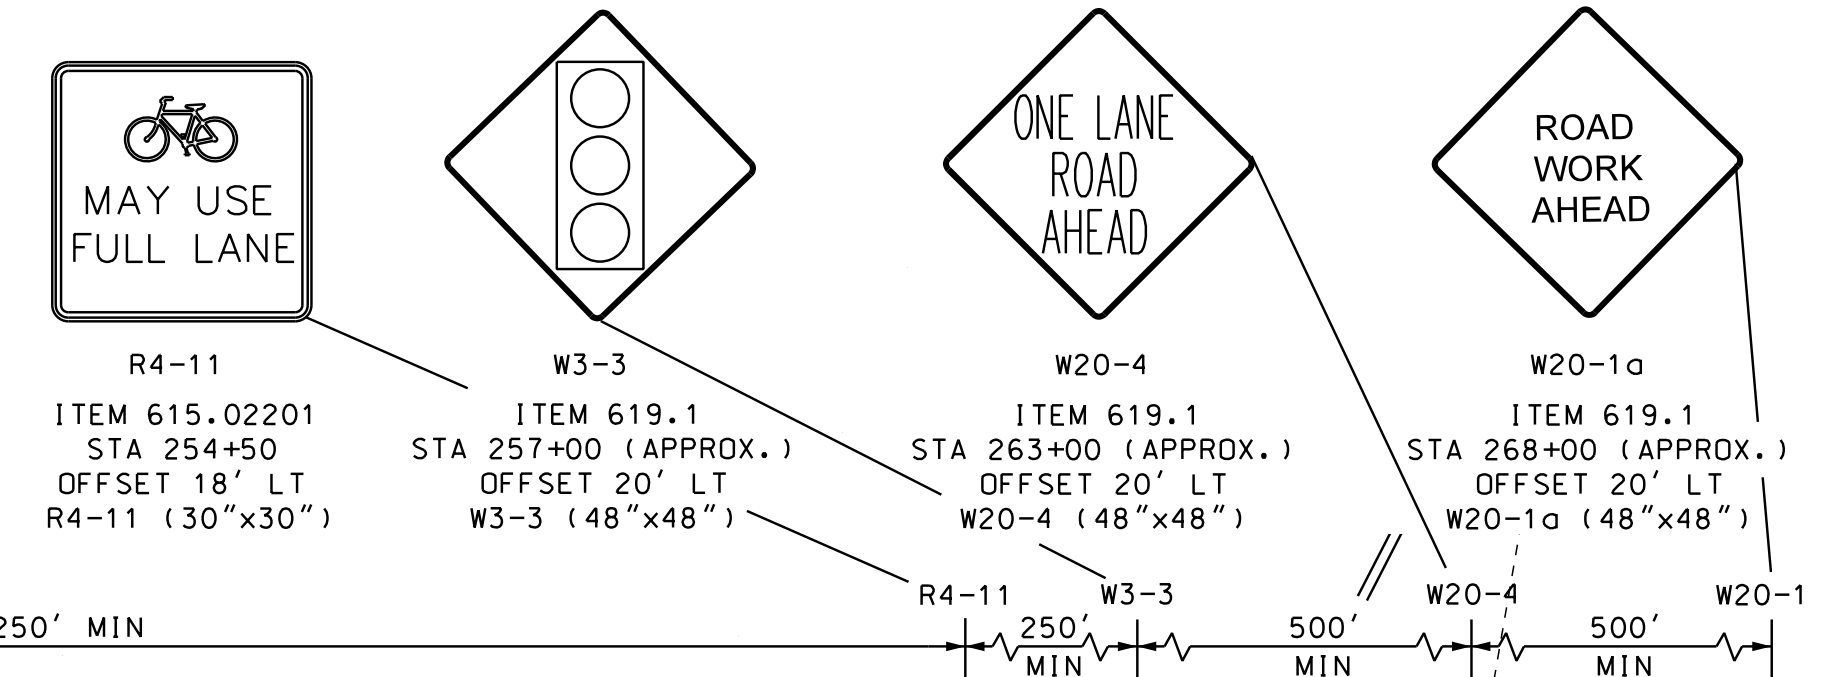 MAY USE
FULL LANE
R4-11
ITEM 615.02201
STA 254+50
OFFSET 18' LT
R4-11 (30"x30")
W3-3
ITEM 619.1
STA 257+00 (APPROX.)
OFFSET 20' LT
W3-3 (48"x48")
ONE LANE
ROAD
AHEAD
W20-4
ITEM 619.1
STA 263+00 (APPROX.)
OFFSET 20' LT
W20-4 (48"x48")
ROAD
WORK
AHEAD
W20-1a
ITEM 619.1
STA 268+00 (APPROX.)
OFFSET 20' LT
W20-1a (48"x48")
R4-11 W3-3 W20-4 W20-1
250' MIN 250' 500' 500'
MIN MIN MIN